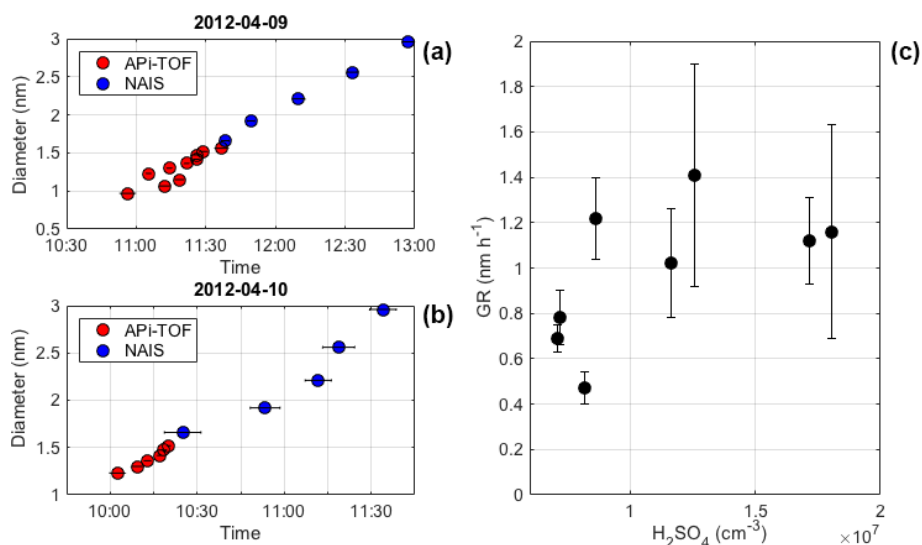 2012-04-09
(a)
3
2.5
2
1.5
1
0.5
Diameter (nm)
APi-TOF
NAIS
10:30 11:00 11:30 12:00 12:30 13:00
Time
2012-04-10
(b)
3
2.5
2
1.5
1
Diameter (nm)
APi-TOF
NAIS
10:00 10:30 11:00 11:30
Time
(c)
2
1.8
1.6
1.4
1.2
1
0.8
0.6
0.4
0.2
0
GR (nm h⁻¹)
1 1.5 2
H₂SO₄ (cm⁻³)
×10⁷